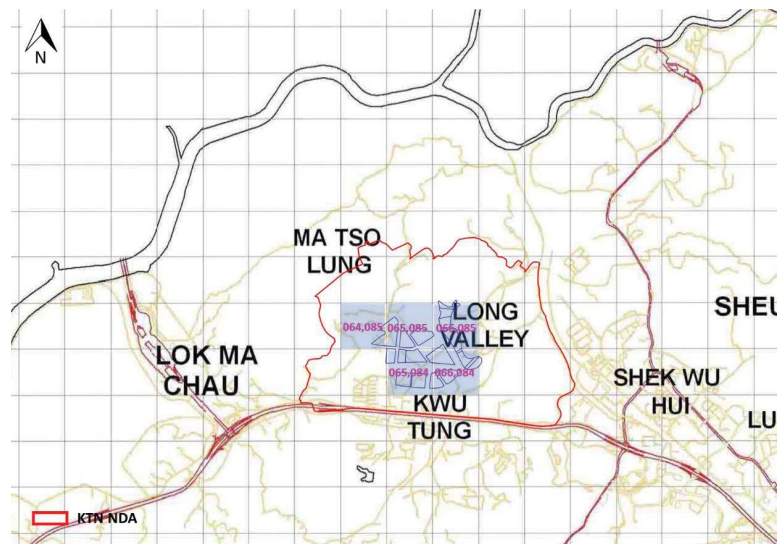 N
MA TSO
LUNG
SHEU
064,085 065,085 066,085
LONG
VALLEY
LOK MA
CHAU
065,084 066,084
SHEK WU
HUI
KWU
TUNG
LU
KTN NDA